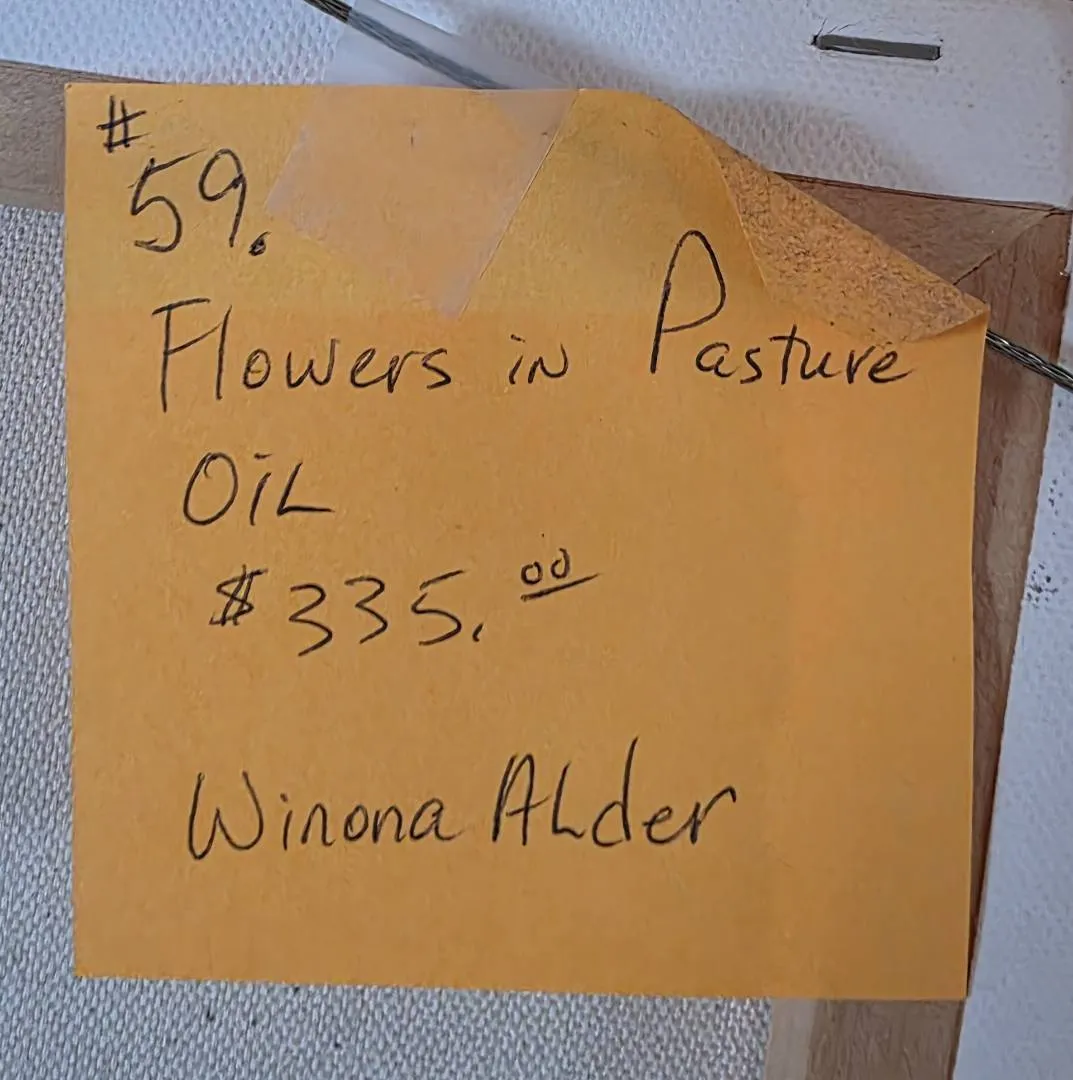 #
59.
Flowers in Pasture
OiL
$335.00
Winona ALder